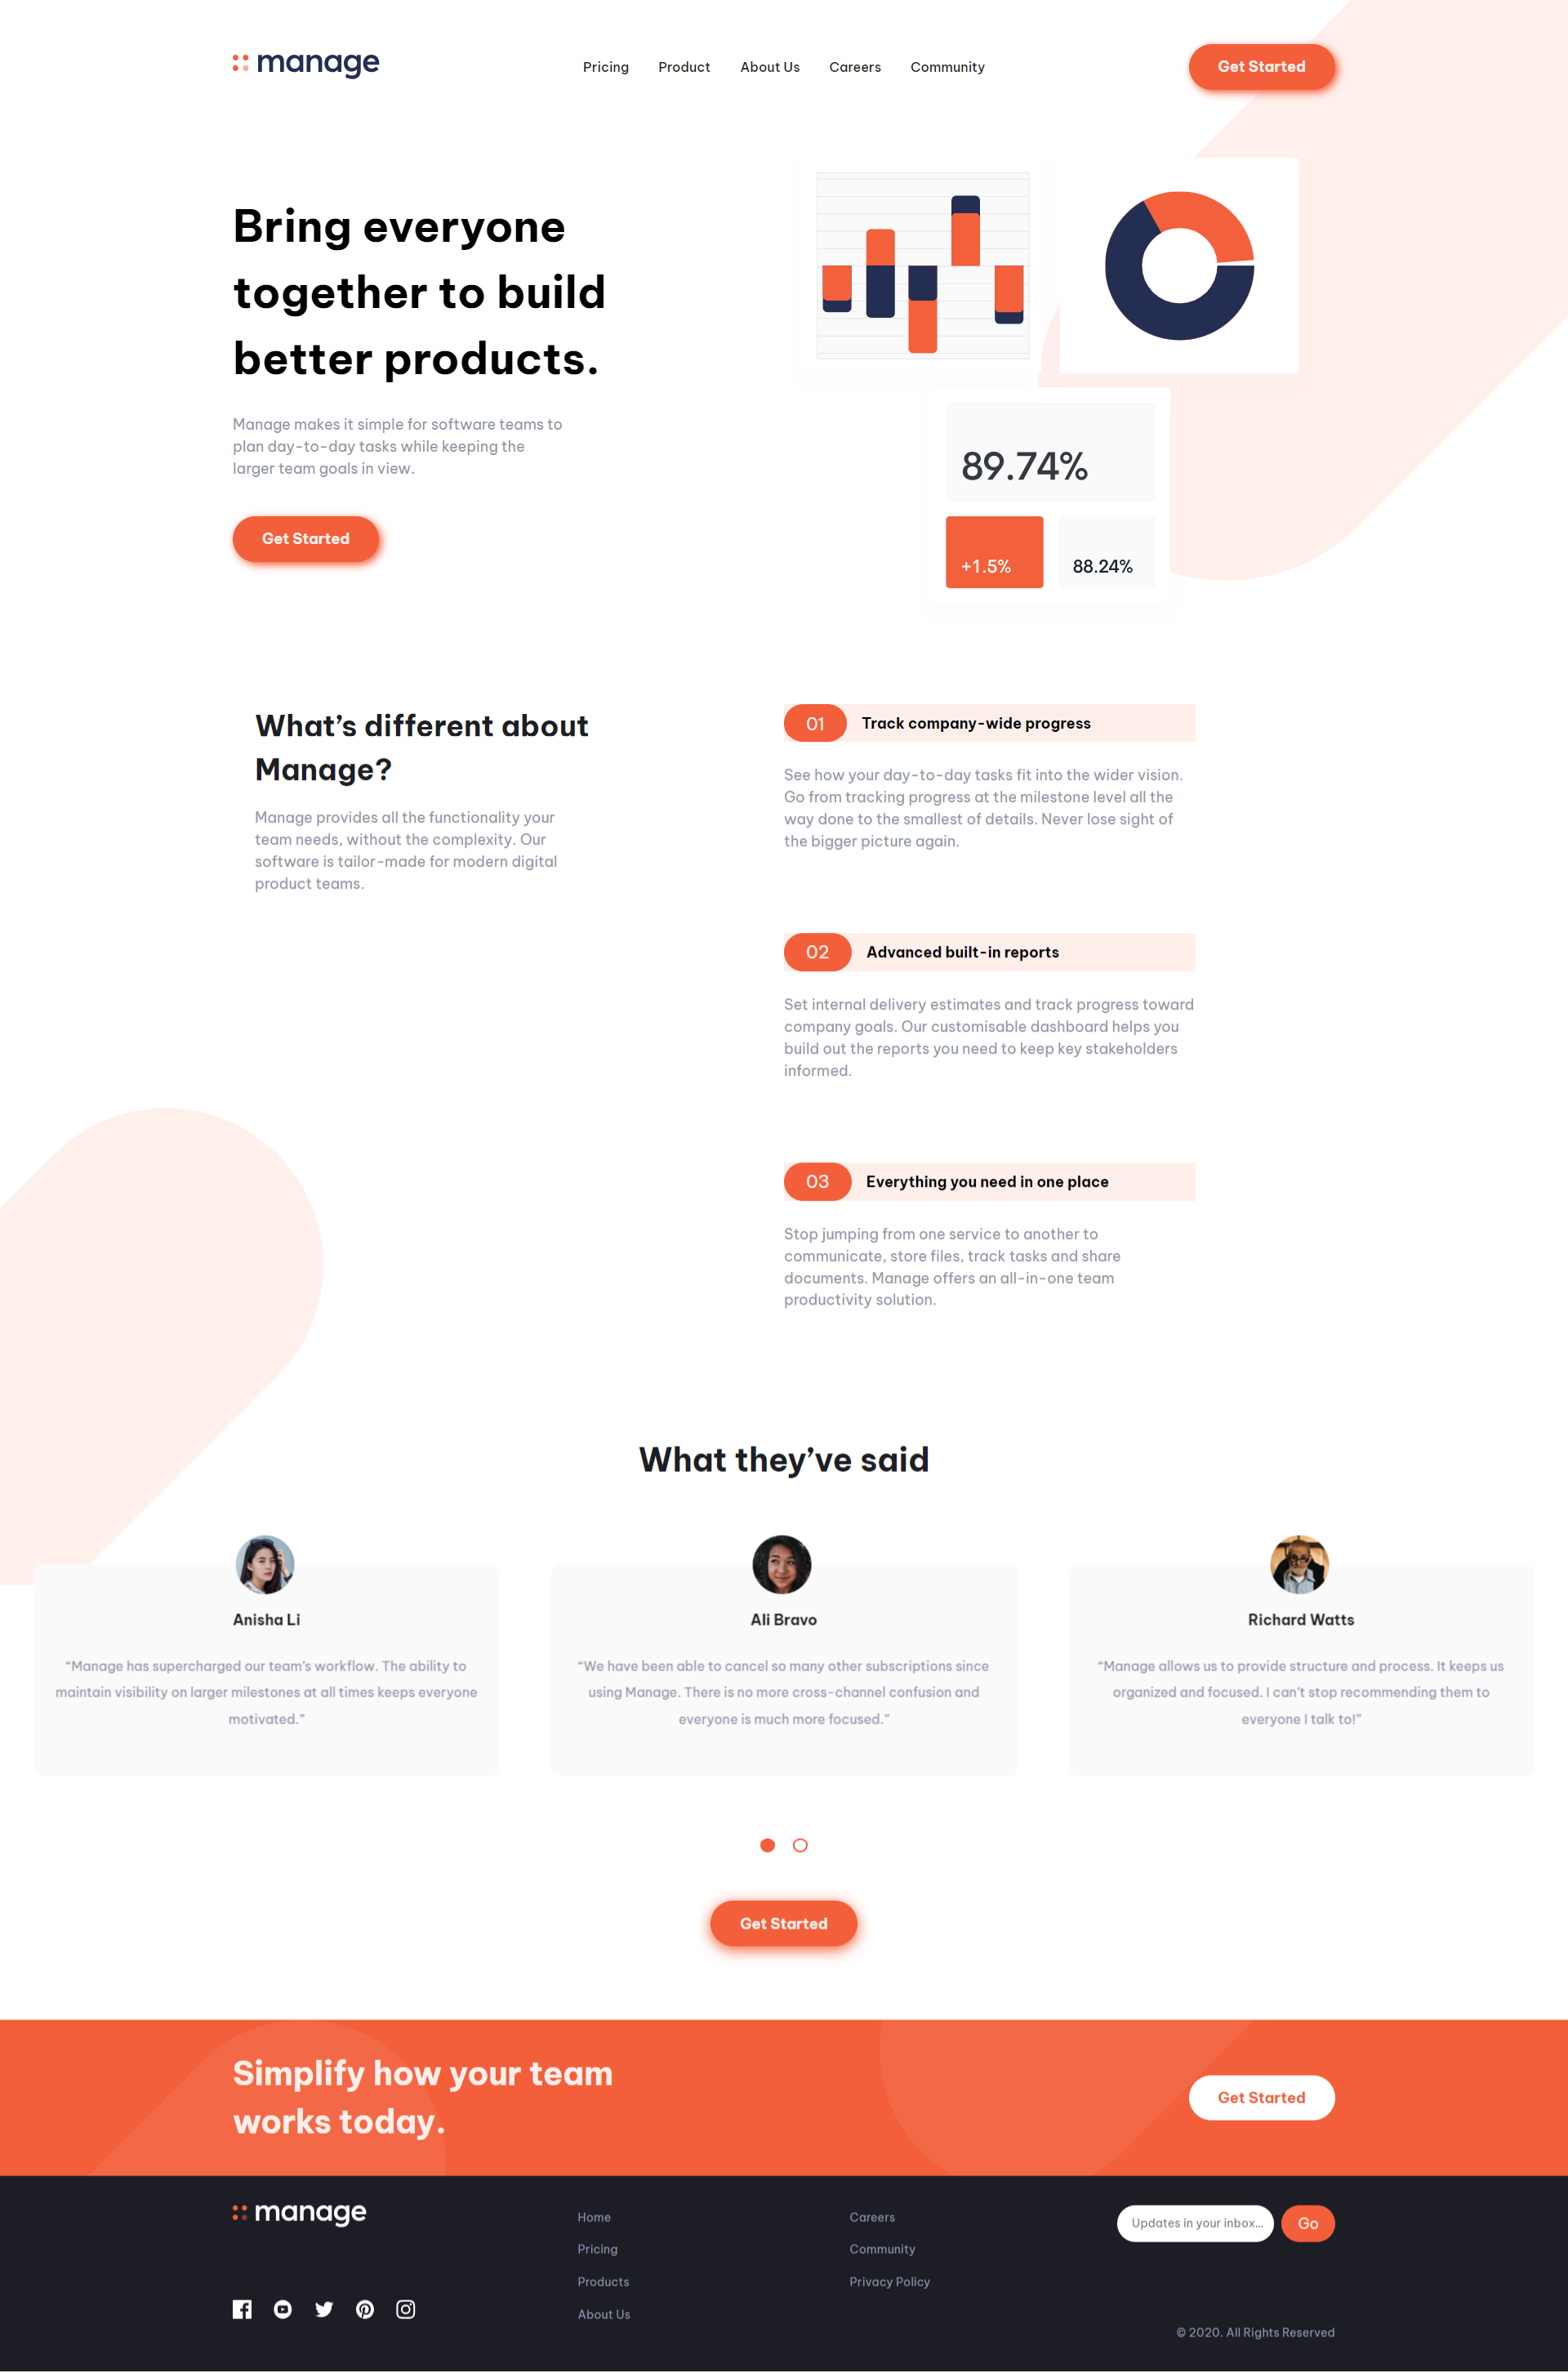 manage
Pricing
Product
About Us
Careers
Community
Get Started
Bring everyone
together to build
better products.
Manage makes it simple for software teams to
plan day-to-day tasks while keeping the
larger team goals in view.
Get Started
89.74%
+1.5%
88.24%
What’s different about
Manage?
Manage provides all the functionality your
team needs, without the complexity. Our
software is tailor-made for modern digital
product teams.
01 Track company-wide progress
See how your day-to-day tasks fit into the wider vision.
Go from tracking progress at the milestone level all the
way done to the smallest of details. Never lose sight of
the bigger picture again.
02 Advanced built-in reports
Set internal delivery estimates and track progress toward
company goals. Our customisable dashboard helps you
build out the reports you need to keep key stakeholders
informed.
03 Everything you need in one place
Stop jumping from one service to another to
communicate, store files, track tasks and share
documents. Manage offers an all-in-one team
productivity solution.
What they’ve said
Anisha Li
“Manage has supercharged our team’s workflow. The ability to
maintain visibility on larger milestones at all times keeps everyone
motivated.”
Ali Bravo
“We have been able to cancel so many other subscriptions since
using Manage. There is no more cross-channel confusion and
everyone is much more focused.”
Richard Watts
“Manage allows us to provide structure and process. It keeps us
organized and focused. I can’t stop recommending them to
everyone I talk to!”
Get Started
Simplify how your team
works today.
Get Started
manage
Home
Pricing
Products
About Us
Careers
Community
Privacy Policy
Updates in your inbox...
Go
© 2020. All Rights Reserved